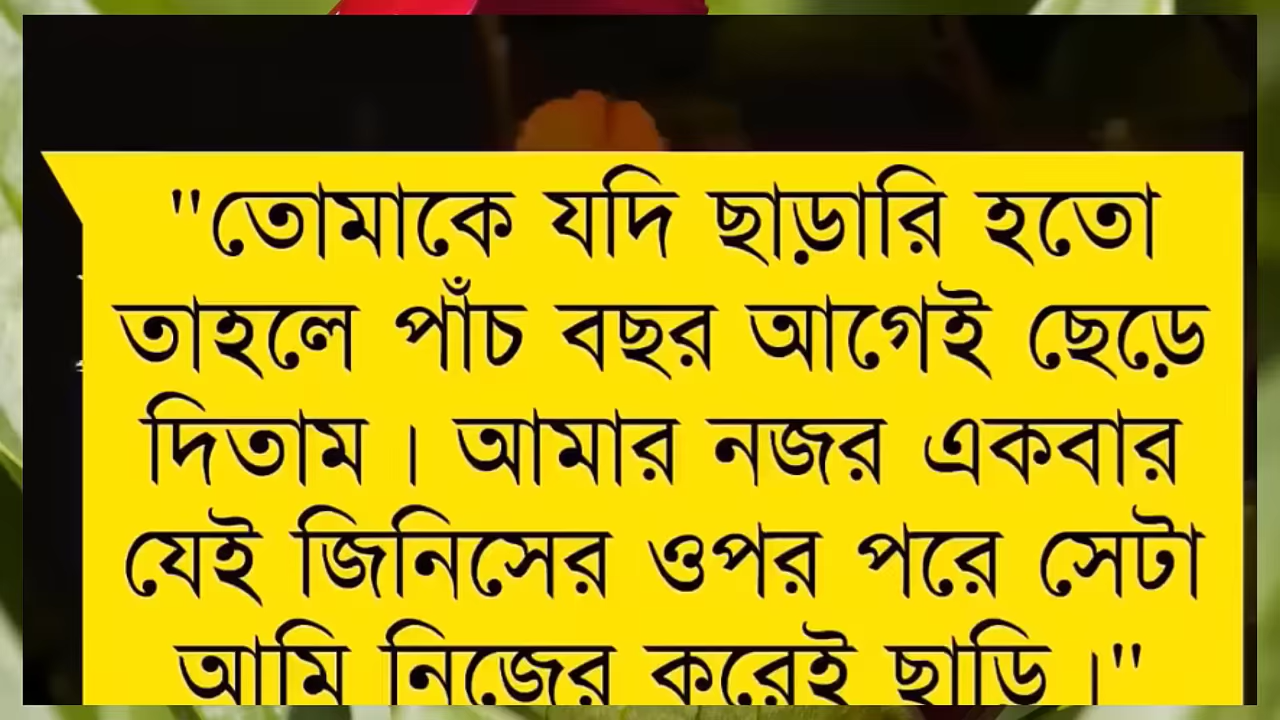 "তোমাকে যদি ছাড়ারি হতো
তাহলে পাঁচ বছর আগেই ছেড়ে
দিতাম। আমার নজর একবার
যেই জিনিসের ওপর পরে সেটা
আমি নিজের করেই ছাড়ি।"